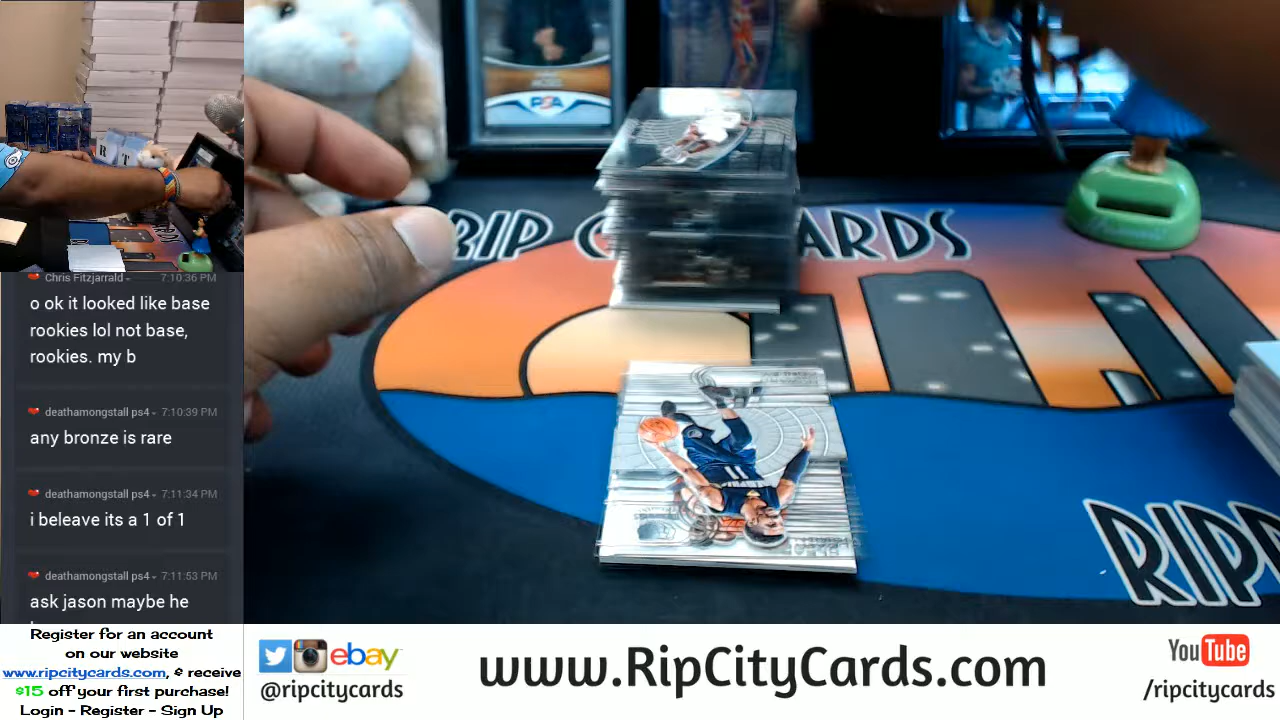 Chris Fitzjarrald 7:10:36 PM
o ok it looked like base
rookies lol not base,
rookies. my b
deathamongstall ps4 7:10:39 PM
any bronze is rare
deathamongstall ps4 7:11:34 PM
i beleave its a 1 of 1
deathamongstall ps4 7:11:53 PM
ask jason maybe he
Register for an account
on our website
www.ripcitycards.com, & receive
$15 off your first purchase!
Login - Register - Sign Up
PSA
RIP CARDS
RIPP
ebay
@ripcitycards
www.RipCityCards.com
YouTube
/ripcitycards